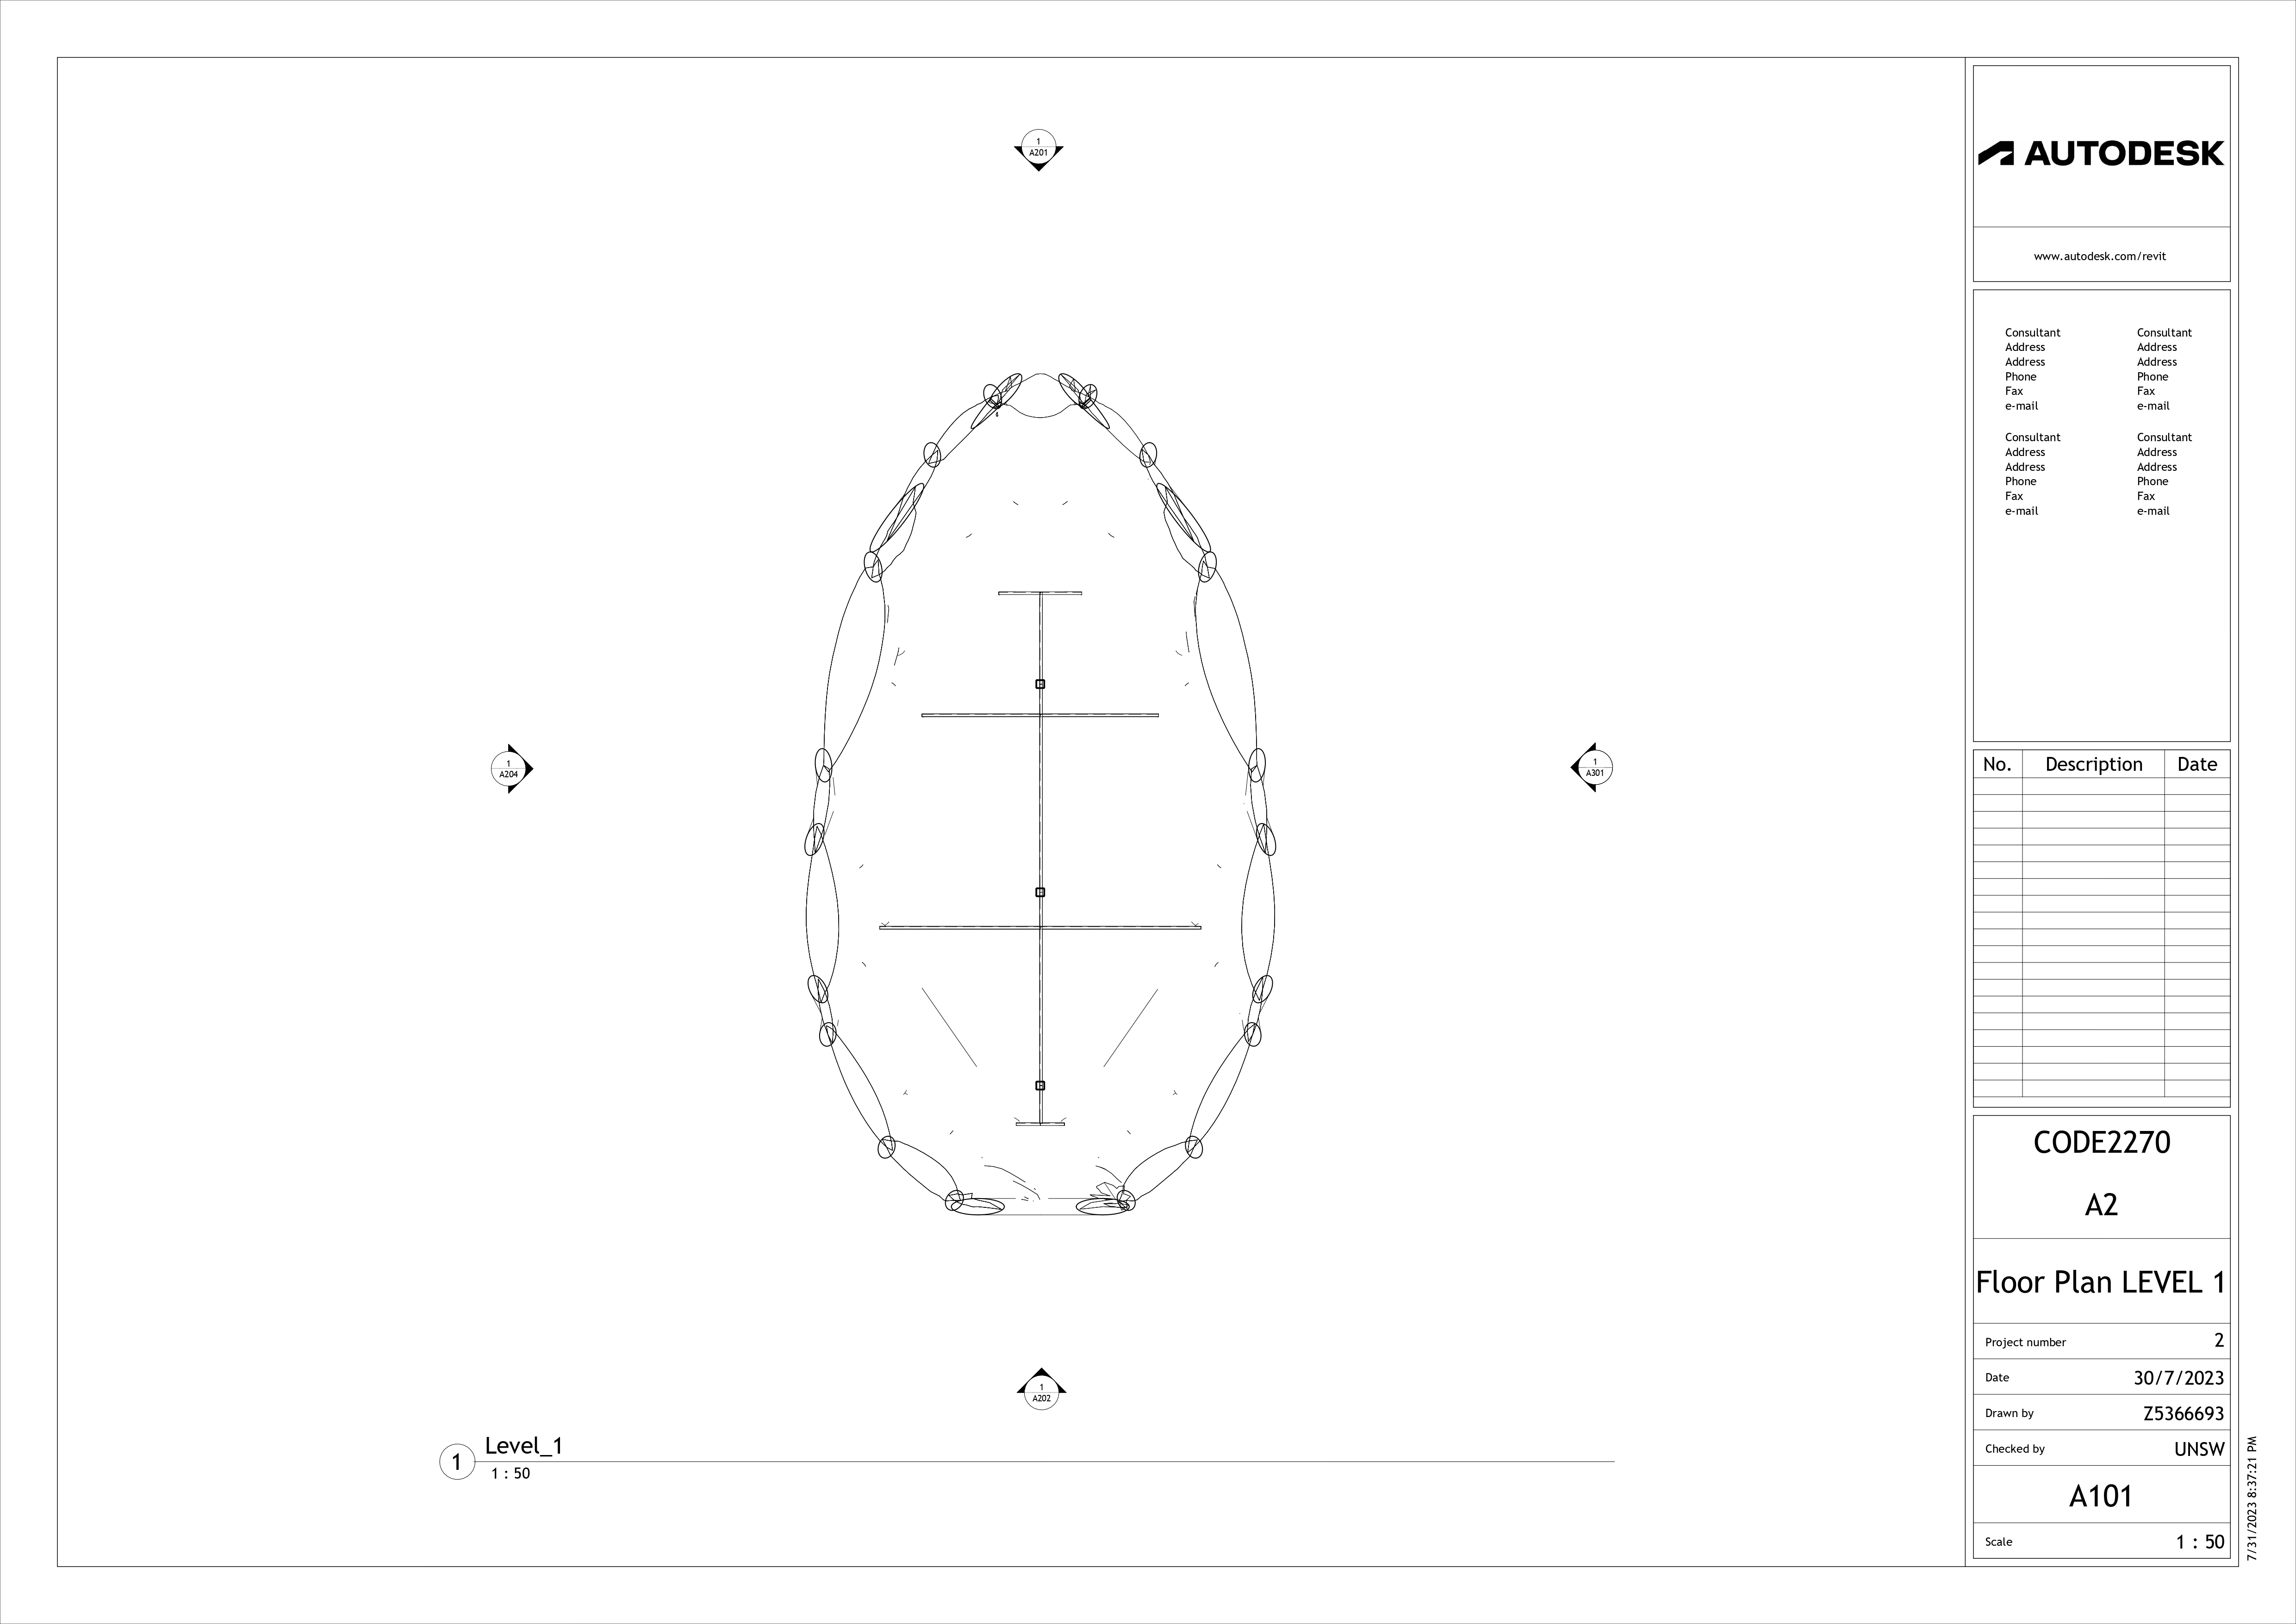 1
A201
1
A204
1
A301
1
A202
1
Level_1
1 : 50
AUTODESK
www.autodesk.com/revit
Consultant
Address
Address
Phone
Fax
e-mail
Consultant
Address
Address
Phone
Fax
e-mail
Consultant
Address
Address
Phone
Fax
e-mail
Consultant
Address
Address
Phone
Fax
e-mail
No. Description Date
CODE2270
A2
Floor Plan LEVEL 1
Project number 2
Date 30/7/2023
Drawn by Z5366693
Checked by UNSW
A101
Scale 1 : 50
7/31/2023 8:37:21 PM